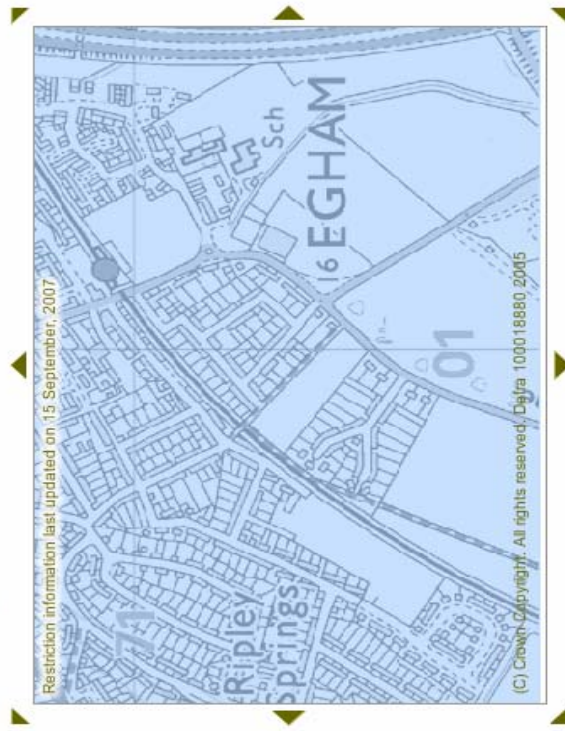 Restriction information last updated on 15 September, 2007
71
Ripley
Springs
Sch
16
EGHAM
01
(C) Crown Copyright. All rights reserved. Defra 100018880 2005